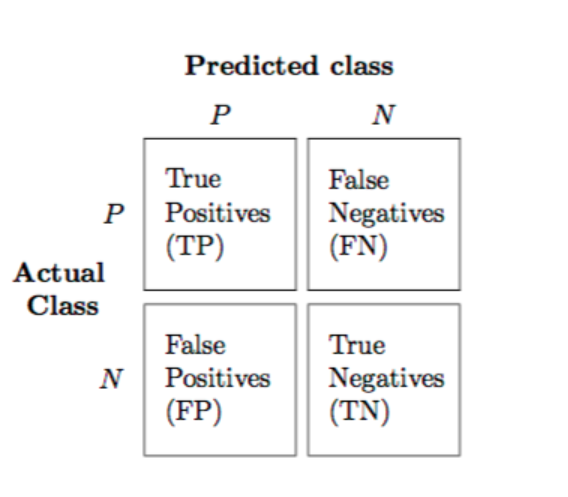 Predicted class
P N
True
Positives
(TP)
False
Negatives
(FN)
P
Actual
Class
False
Positives
(FP)
True
Negatives
(TN)
N